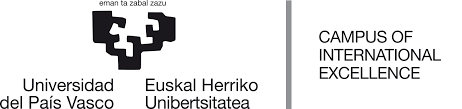 eman ta zabal zazu
Universidad
del País Vasco
Euskal Herriko
Unibertsitatea
CAMPUS OF
INTERNATIONAL
EXCELLENCE